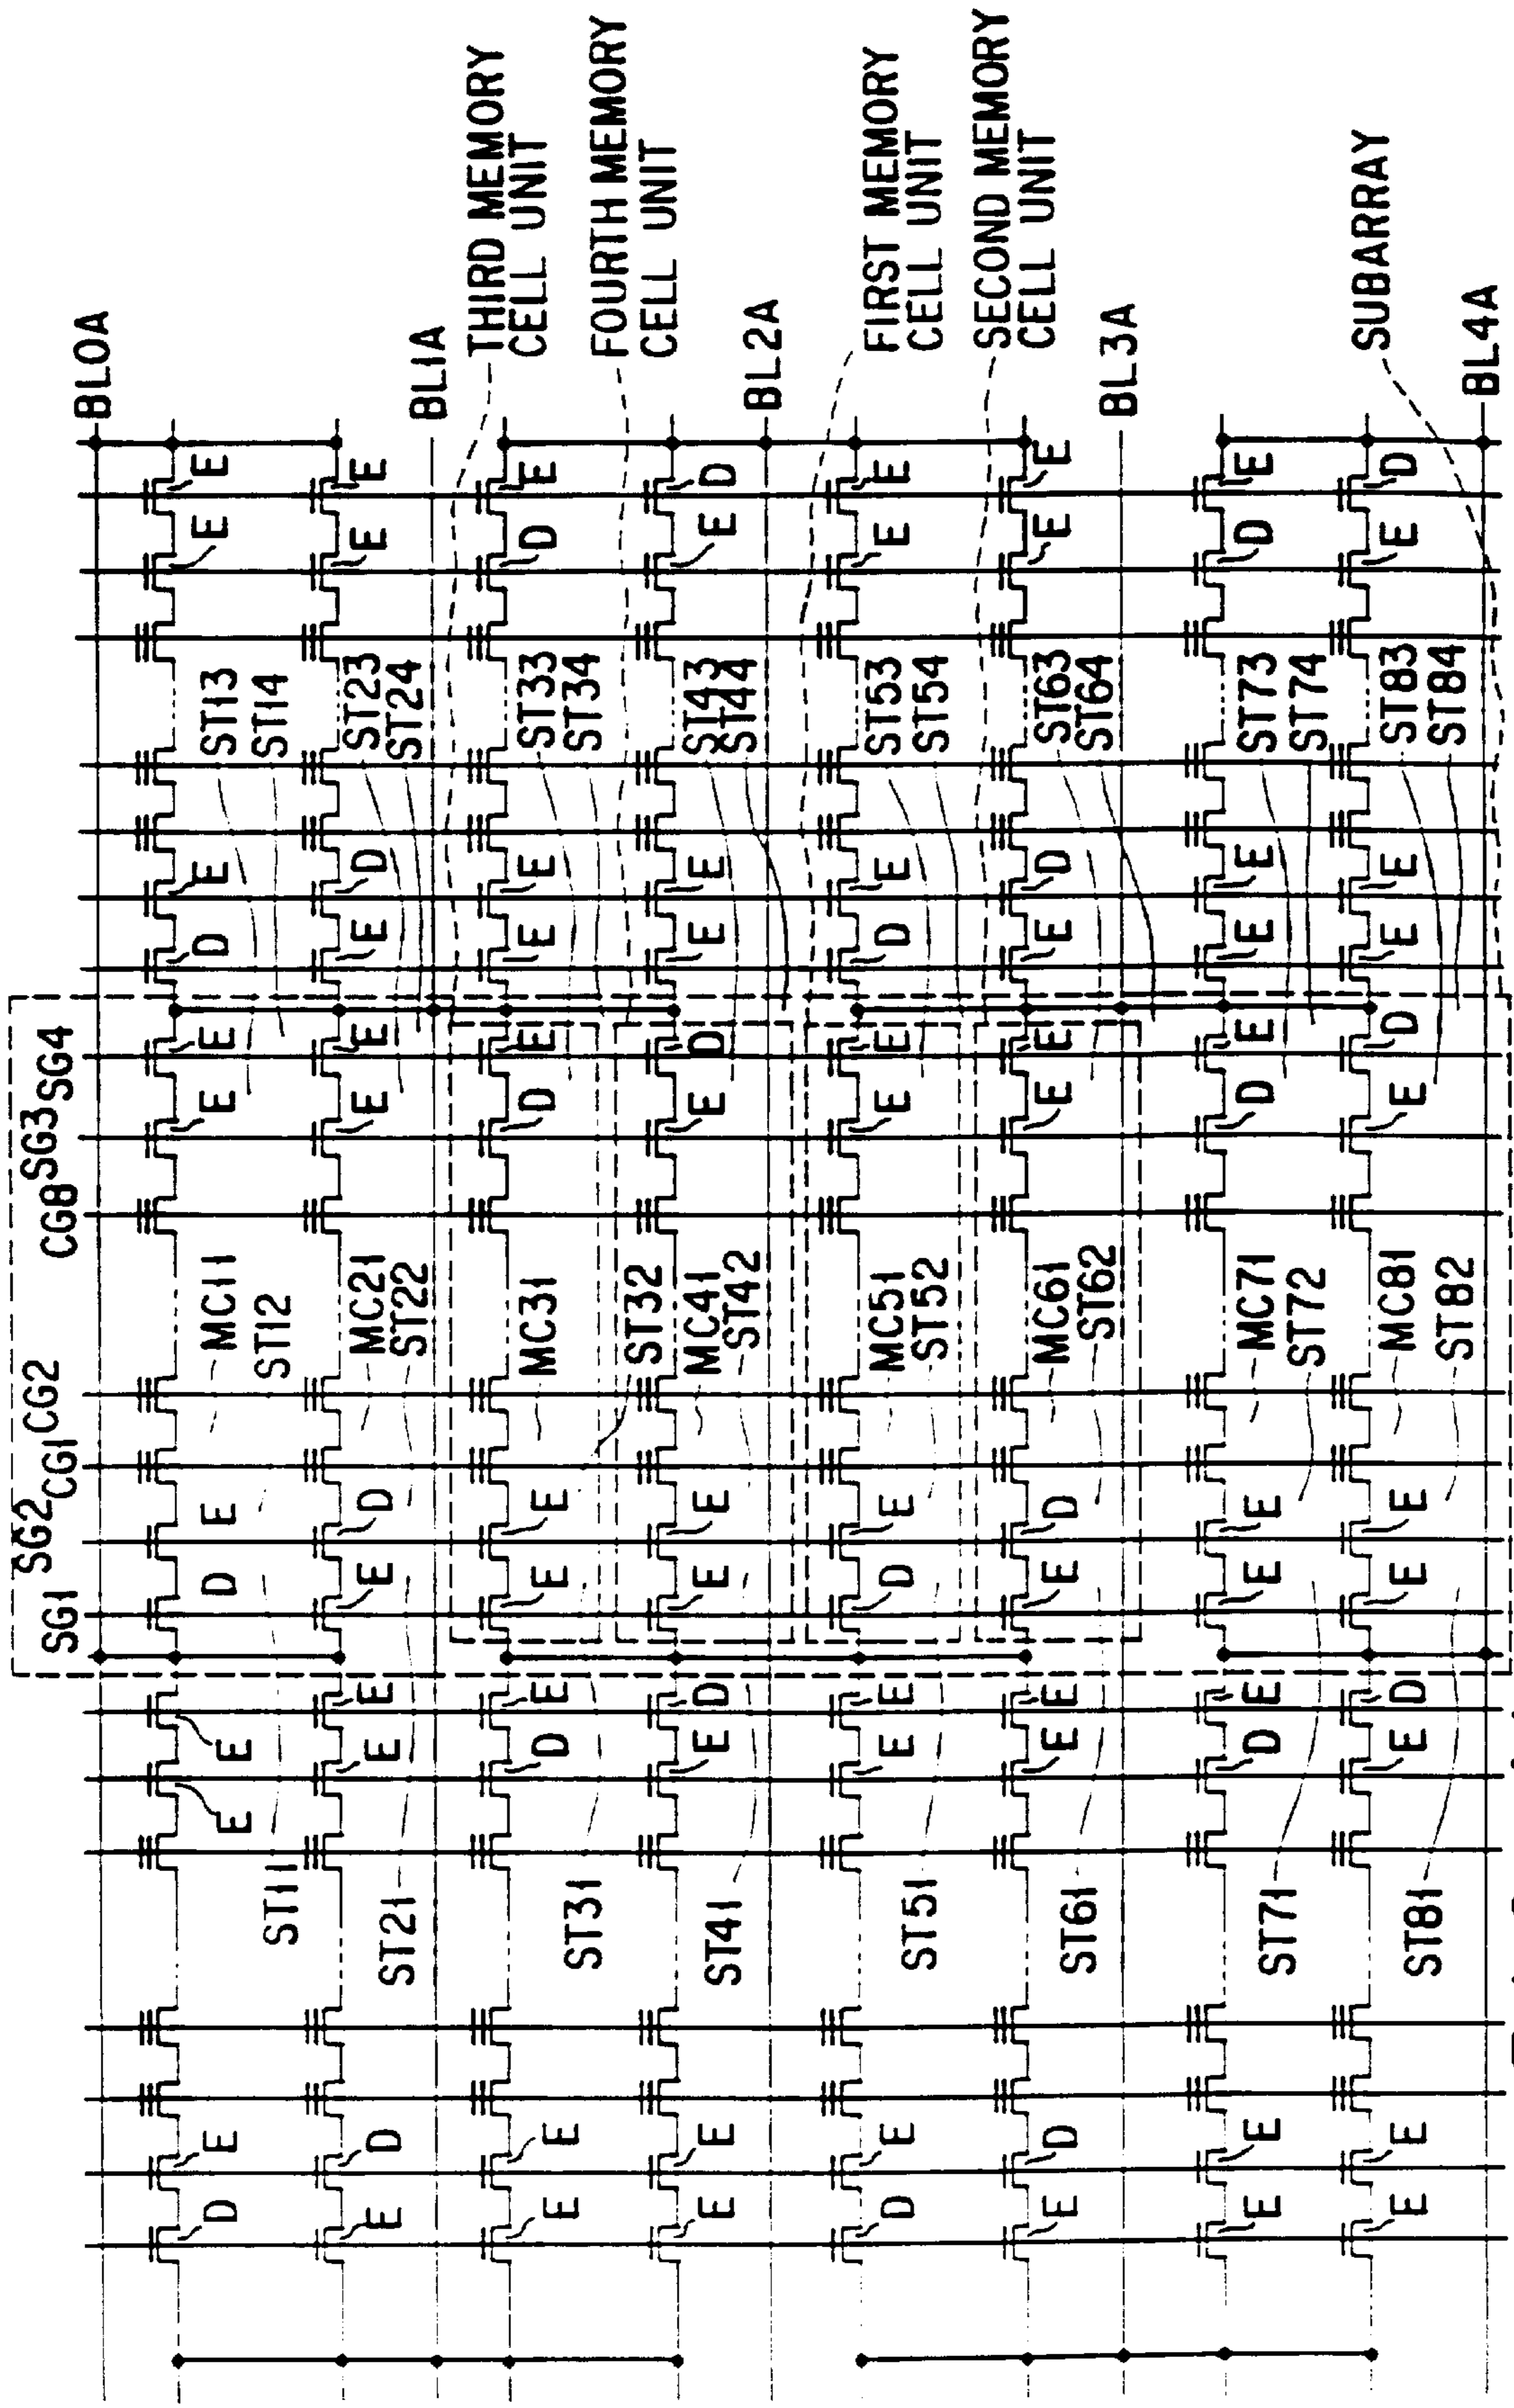 BL0A
E
E
E
E
BL1A
THIRD MEMORY
CELL UNIT
E
D
FOURTH MEMORY
CELL UNIT
D
E
BL2A
FIRST MEMORY
CELL UNIT
E
E
SECOND MEMORY
CELL UNIT
E
E
BL3A
E
D
SUBARRAY
D
E
BL4A
ST13
ST14
ST23
ST24
ST33
ST34
ST43
ST44
ST53
ST54
ST63
ST64
ST73
ST74
ST83
ST84
E
D
D
E
E
E
E
E
E
D
D
E
E
E
E
E
SG4
SG3
CG8
E
E
E
E
E
D
D
E
E
E
E
E
E
D
D
E
MC11
ST12
MC21
ST22
MC31
ST32
MC41
ST42
MC51
ST52
MC61
ST62
MC71
ST72
MC81
ST82
CG2
CG1
SG2
SG1
E
D
D
E
E
E
E
E
E
D
D
E
E
E
E
E
E
E
E
E
E
D
D
E
E
E
E
E
E
D
D
E
ST11
ST21
ST31
ST41
ST51
ST61
ST71
ST81
E
D
D
E
E
E
E
E
E
D
D
E
E
E
E
E